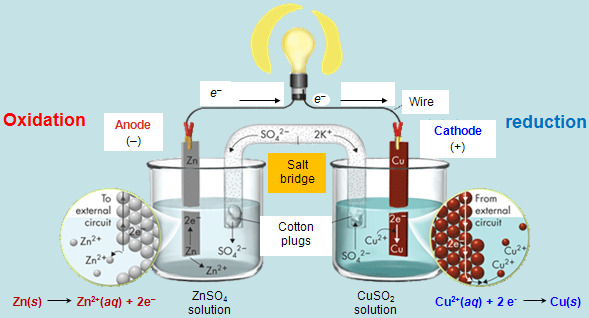 e⁻
e⁻
Wire
Oxidation
Anode
(–)
SO₄²⁻
2K⁺
Cathode
(+)
reduction
Zn
Salt
bridge
Cu
To
external
circuit
2e⁻
Zn²⁺
Zn²⁺
2e⁻
Zn
Zn²⁺
SO₄²⁻
Cotton
plugs
2e⁻
Cu²⁺
Cu
SO₄²⁻
From
external
circuit
2e⁻
Cu²⁺
Cu²⁺
Zn(s) ⟶ Zn²⁺(aq) + 2e⁻
ZnSO₄
solution
CuSO₂
solution
Cu²⁺(aq) + 2 e⁻ ⟶ Cu(s)